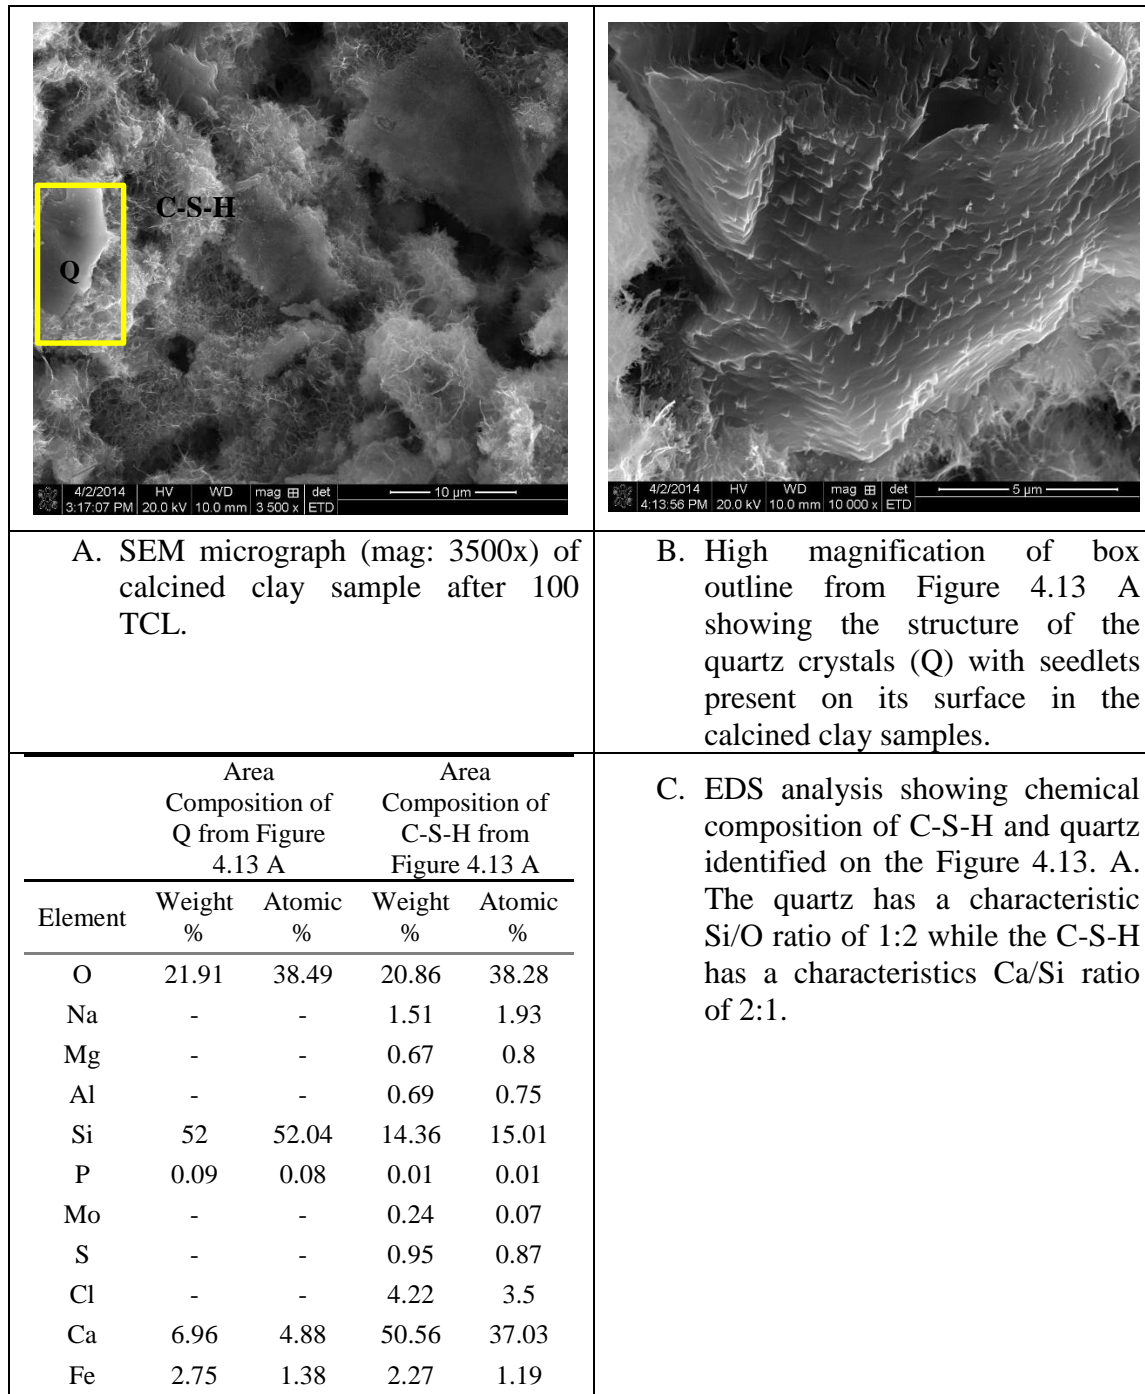 C-S-H
Q
4/2/2014 HV WD mag ⊞ det
3:17:07 PM 20.0 kV 10.0 mm 3 500 x ETD
10 µm
4/2/2014 HV WD mag ⊞ det
4:13:56 PM 20.0 kV 10.0 mm 10 000 x ETD
5 µm
A. SEM micrograph (mag: 3500x) of
calcined clay sample after 100
TCL.
B. High magnification of box
outline from Figure 4.13 A
showing the structure of the
quartz crystals (Q) with seedlets
present on its surface in the
calcined clay samples.
Area
Composition of
Q from Figure
4.13 A
Area
Composition of
C-S-H from
Figure 4.13 A
Element Weight % Atomic % Weight % Atomic %
O 21.91 38.49 20.86 38.28
Na - - 1.51 1.93
Mg - - 0.67 0.8
Al - - 0.69 0.75
Si 52 52.04 14.36 15.01
P 0.09 0.08 0.01 0.01
Mo - - 0.24 0.07
S - - 0.95 0.87
Cl - - 4.22 3.5
Ca 6.96 4.88 50.56 37.03
Fe 2.75 1.38 2.27 1.19
C. EDS analysis showing chemical
composition of C-S-H and quartz
identified on the Figure 4.13. A.
The quartz has a characteristic
Si/O ratio of 1:2 while the C-S-H
has a characteristics Ca/Si ratio
of 2:1.